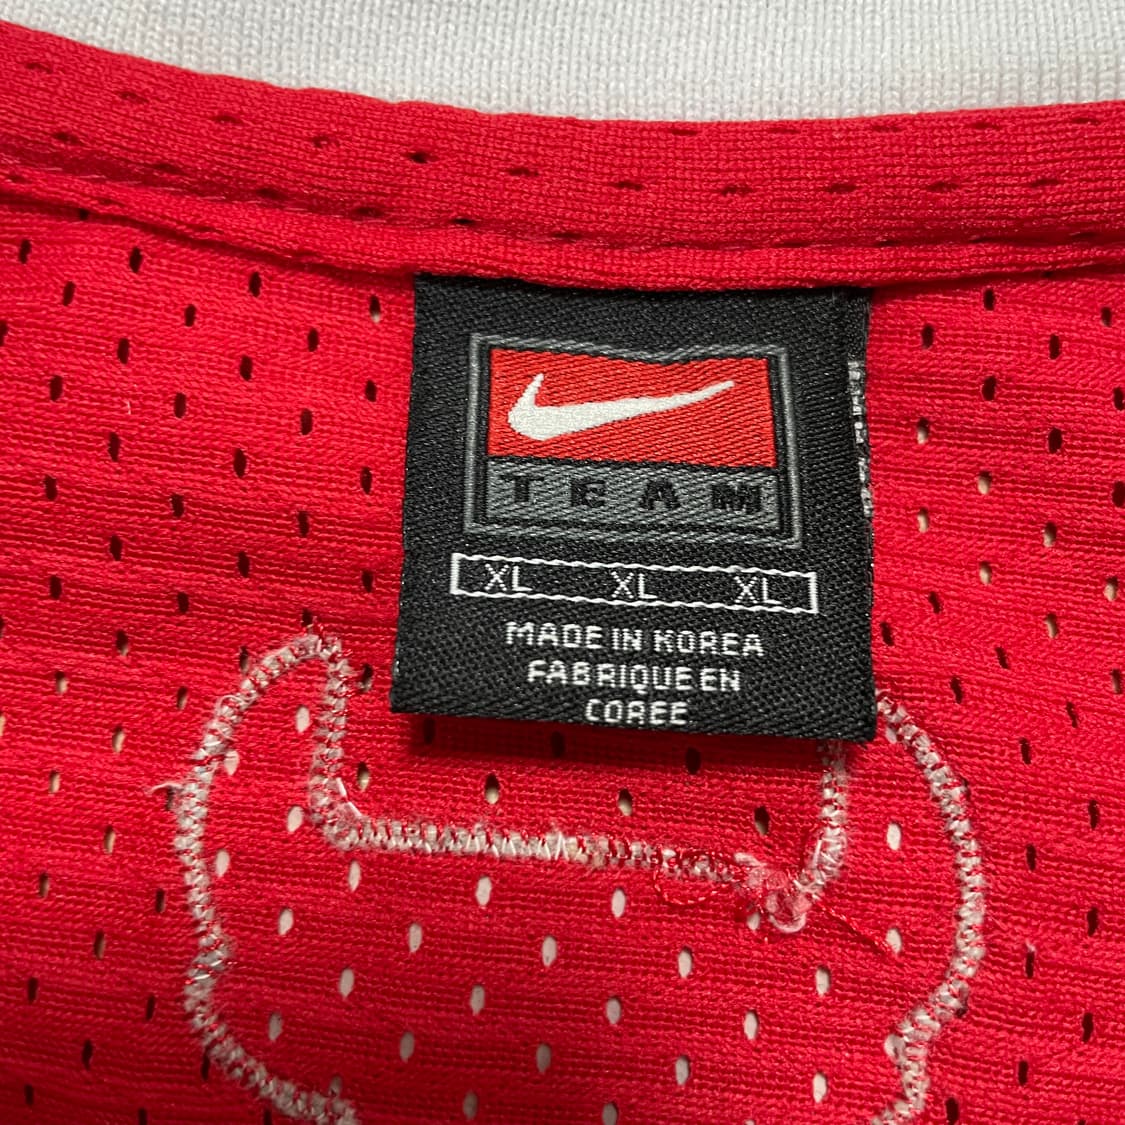 TEAM
XL XL XL
MADE IN KOREA
FABRIQUE EN
COREE